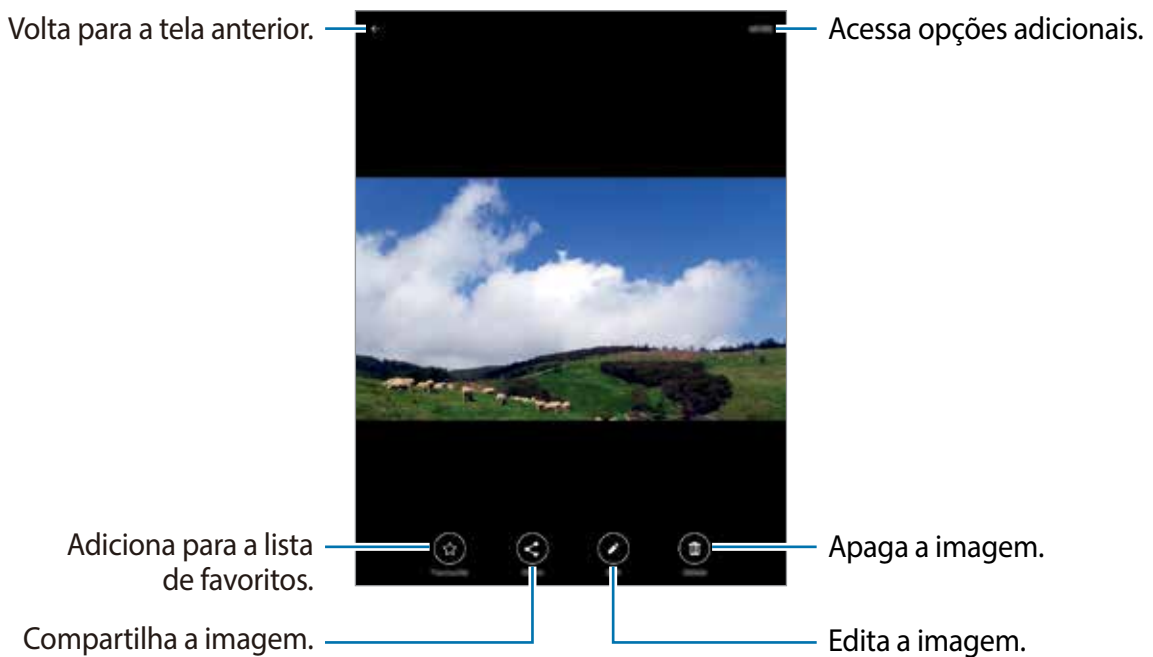 Volta para a tela anterior.
Acessa opções adicionais.
Adiciona para a lista
de favoritos.
Apaga a imagem.
Compartilha a imagem.
Edita a imagem.